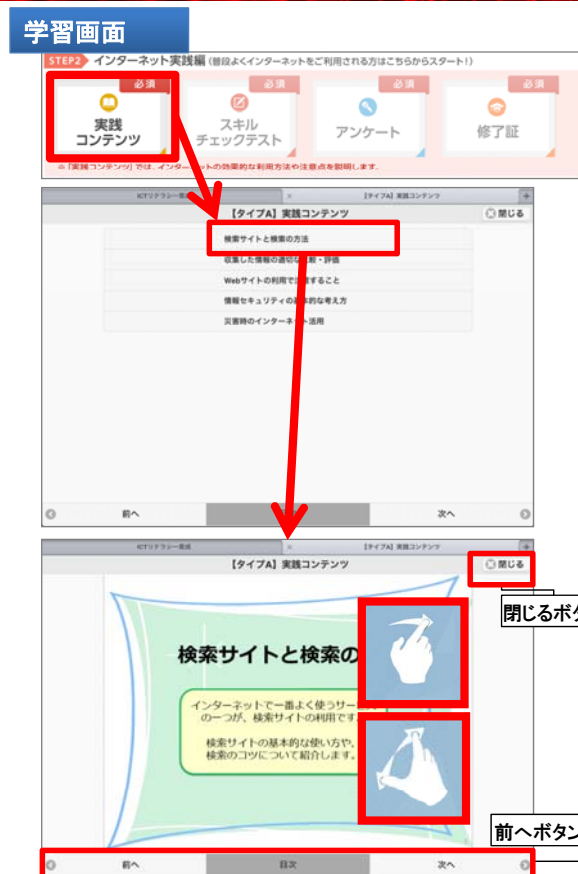 学習画面
STEP2 インターネット実践編(普段よくインターネットをご利用される方はこちらからスタート!)
必須 必須 必須 必須
実践
コンテンツ
スキル
チェックテスト
アンケート
修了証
※[実践コンテンツ]では、インターネットの効果的な利用方法や注意点を説明します。
ICTリテラシー育成 × 【タイプA】実践コンテンツ +
【タイプA】実践コンテンツ 閉じる
検索サイトと検索の方法
収集した情報の適切な比較・評価
Webサイトの利用で注意すること
情報セキュリティの基本的な考え方
災害時のインターネット活用
前へ 次へ
ICTリテラシー育成 × 【タイプA】実践コンテンツ +
【タイプA】実践コンテンツ 閉じる
閉じるボタ
検索サイトと検索の
インターネットで一番よく使うサー
の一つが、検索サイトの利用です
検索サイトの基本的な使い方や、
検索のコツについて紹介します。
前へボタン
前へ 目次 次へ